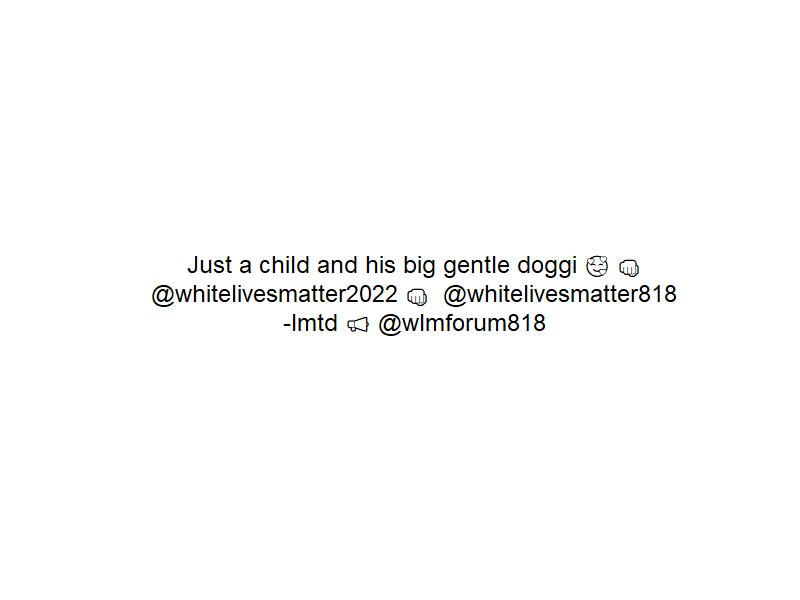 Just a child and his big gentle doggi 🥰 👊
@whitelivesmatter2022 👊 @whitelivesmatter818
-lmtd 📢 @wlmforum818